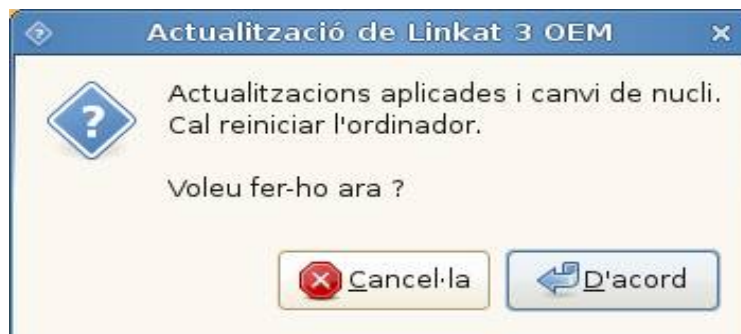 Actualització de Linkat 3 OEM
Actualitzacions aplicades i canvi de nucli.
Cal reiniciar l'ordinador.
Voleu fer-ho ara ?
Cancel·la
D'acord